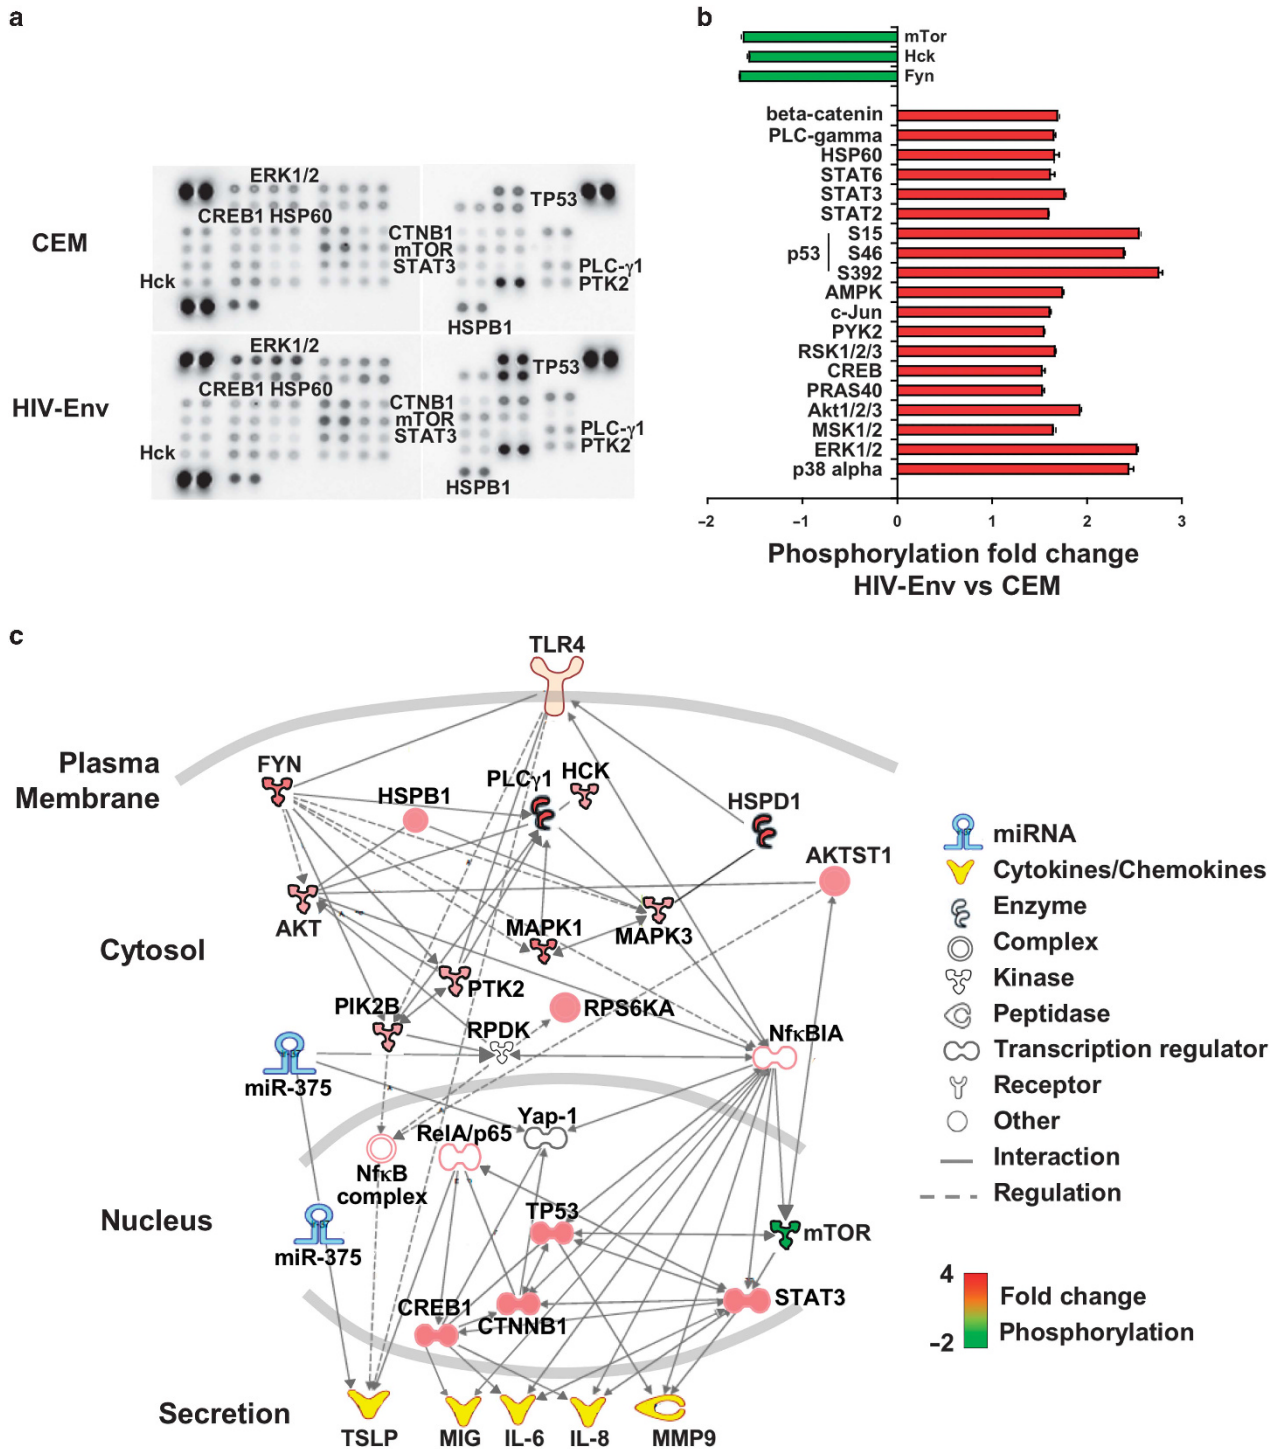 a
ERK1/2
CREB1 HSP60
TP53
CEM
CTNB1
mTOR
STAT3
Hck
PLC-γ1
PTK2
HSPB1
ERK1/2
CREB1 HSP60
TP53
HIV-Env
CTNB1
mTOR
STAT3
Hck
PLC-γ1
PTK2
HSPB1
b
mTor
Hck
Fyn
beta-catenin
PLC-gamma
HSP60
STAT6
STAT3
STAT2
S15
p53 S46
S392
AMPK
c-Jun
PYK2
RSK1/2/3
CREB
PRAS40
Akt1/2/3
MSK1/2
ERK1/2
p38 alpha
−2 −1 0 1 2 3
Phosphorylation fold change
HIV-Env vs CEM
c
TLR4
Plasma
Membrane
FYN
HSPB1
PLCγ1
HCK
HSPD1
AKTST1
AKT
MAPK1
MAPK3
Cytosol
PTK2
PIK2B
RPDK
RPS6KA
NfκBIA
miR-375
Yap-1
RelA/p65
NfκB
complex
Nucleus
TP53
mTOR
miR-375
CREB1
CTNNB1
STAT3
Secretion
TSLP
MIG
IL-6
IL-8
MMP9
miRNA
Cytokines/Chemokines
Enzyme
Complex
Kinase
Peptidase
Transcription regulator
Receptor
Other
Interaction
Regulation
4
Fold change
Phosphorylation
−2